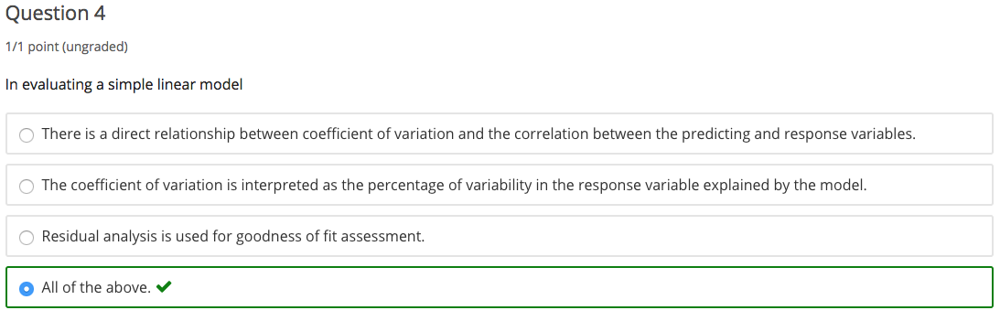 Question 4
1/1 point (ungraded)
In evaluating a simple linear model
There is a direct relationship between coefficient of variation and the correlation between the predicting and response variables.
The coefficient of variation is interpreted as the percentage of variability in the response variable explained by the model.
Residual analysis is used for goodness of fit assessment.
All of the above.